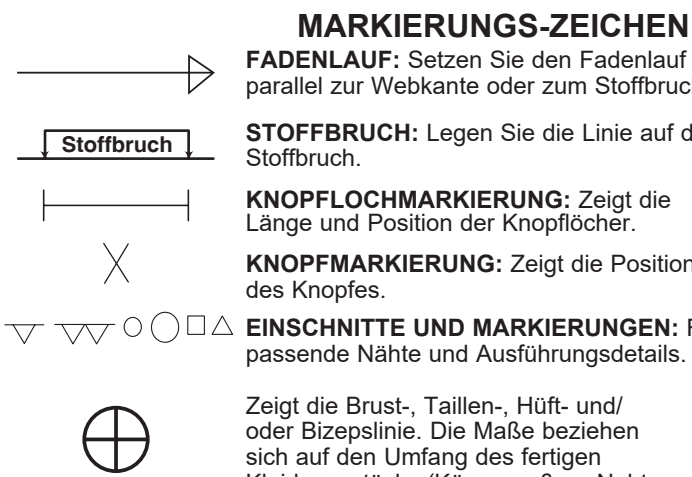 MARKIERUNGS-ZEICHEN
FADENLAUF: Setzen Sie den Fadenlauf
parallel zur Webkante oder zum
Stoffbruch
STOFFBRUCH: Legen Sie die Linie auf
Stoffbruch.
KNOPFLOCHMARKIERUNG: Zeigt die
Länge und Position der Knopflöcher.
KNOPFMARKIERUNG: Zeigt die Position
des Knopfes.
EINSCHNITTE UND MARKIERUNGEN:
passende Nähte und Ausführungsdetails.
Zeigt die Brust-, Taillen-, Hüft- und/
oder Bizepslinie. Die Maße beziehen
sich auf den Umfang des fertigen